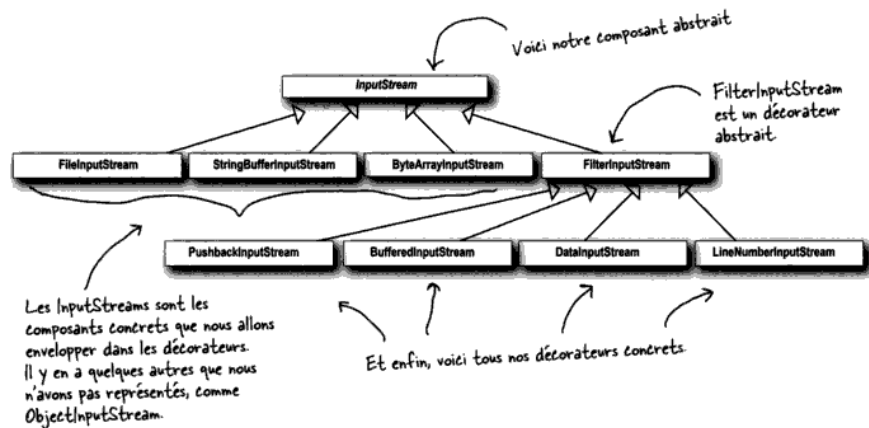 Voici notre composant abstrait
InputStream
FilterInputStream
est un décorateur
abstrait.
FileInputStream
StringBufferInputStream
ByteArrayInputStream
FilterInputStream
PushbackInputStream
BufferedInputStream
DataInputStream
LineNumberInputStream
Les InputStreams sont les
composants concrets que nous allons
envelopper dans les décorateurs.
Il y en a quelques autres que nous
n'avons pas représentés, comme
ObjectInputStream.
Et enfin, voici tous nos décorateurs concrets.